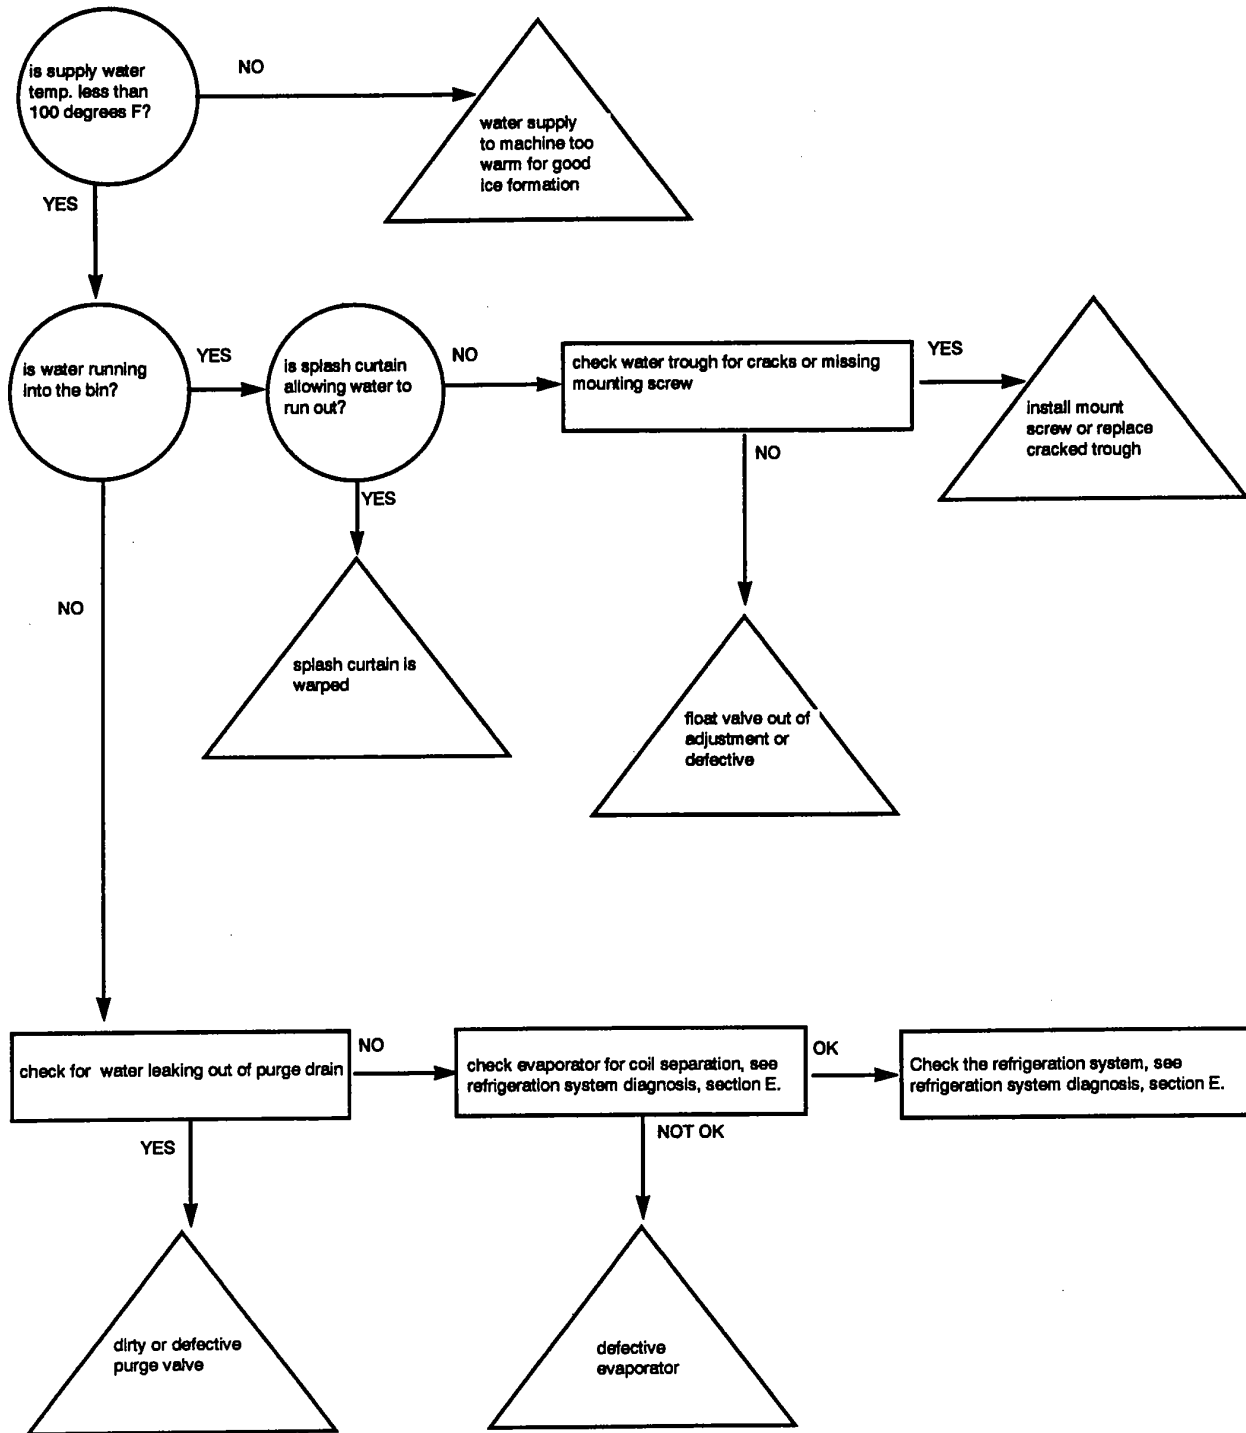 is supply water
temp. less than
100 degrees F?
NO
water supply
to machine too
warm for good
ice formation
YES
is water running
into the bin?
YES
is splash curtain
allowing water to
run out?
NO
check water trough for cracks or missing
mounting screw
YES
install mount
screw or replace
cracked trough
NO
YES
splash curtain is
warped
float valve out of
adjustment or
defective
NO
check for water leaking out of purge drain
NO
check evaporator for coil separation, see
refrigeration system diagnosis, section E.
OK
Check the refrigeration system, see
refrigeration system diagnosis, section E.
YES
NOT OK
dirty or defective
purge valve
defective
evaporator